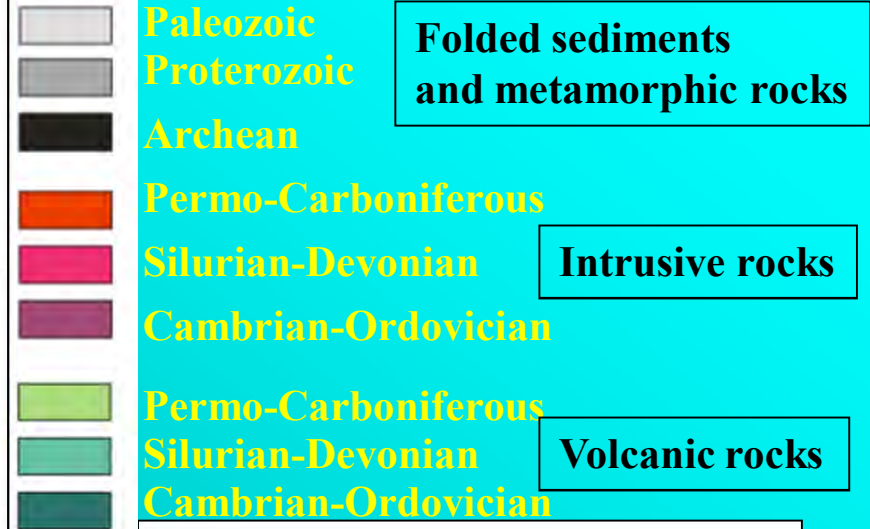 Paleozoic
Proterozoic
Archean
Folded sediments
and metamorphic rocks
Permo-Carboniferous
Silurian-Devonian
Cambrian-Ordovician
Intrusive rocks
Permo-Carboniferous
Silurian-Devonian
Cambrian-Ordovician
Volcanic rocks